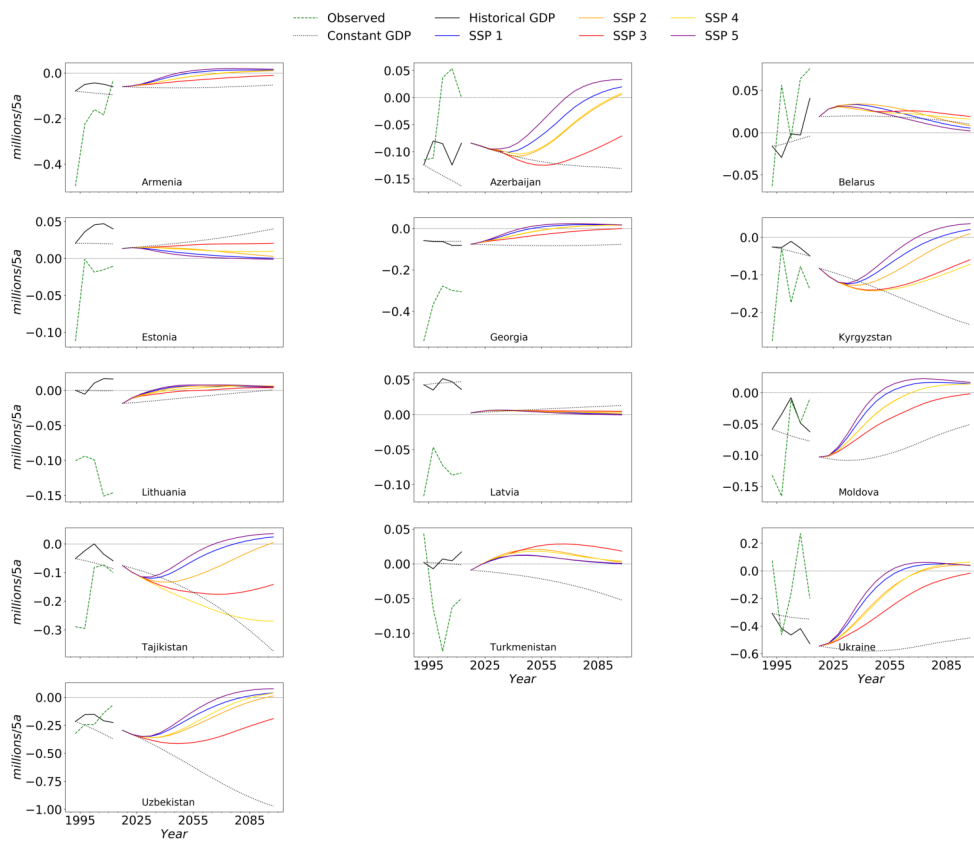 Observed Historical GDP SSP 2 SSP 4
Constant GDP SSP 1 SSP 3 SSP 5
millions/5a
0.0
−0.2
−0.4
Armenia
0.05
0.00
−0.05
−0.10
−0.15
Azerbaijan
0.05
0.00
−0.05
Belarus
millions/5a
0.05
0.00
−0.05
−0.10
Estonia
0.0
−0.2
−0.4
Georgia
0.0
−0.1
−0.2
Kyrgyzstan
millions/5a
0.00
−0.05
−0.10
−0.15
Lithuania
0.05
0.00
−0.05
−0.10
Latvia
0.00
−0.05
−0.10
−0.15
Moldova
millions/5a
0.0
−0.1
−0.2
−0.3
Tajikistan
0.05
0.00
−0.05
−0.10
Turkmenistan
1995 2025 2055 2085
Year
0.2
0.0
−0.2
−0.4
−0.6
Ukraine
1995 2025 2055 2085
Year
millions/5a
0.00
−0.25
−0.50
−0.75
−1.00
Uzbekistan
1995 2025 2055 2085
Year